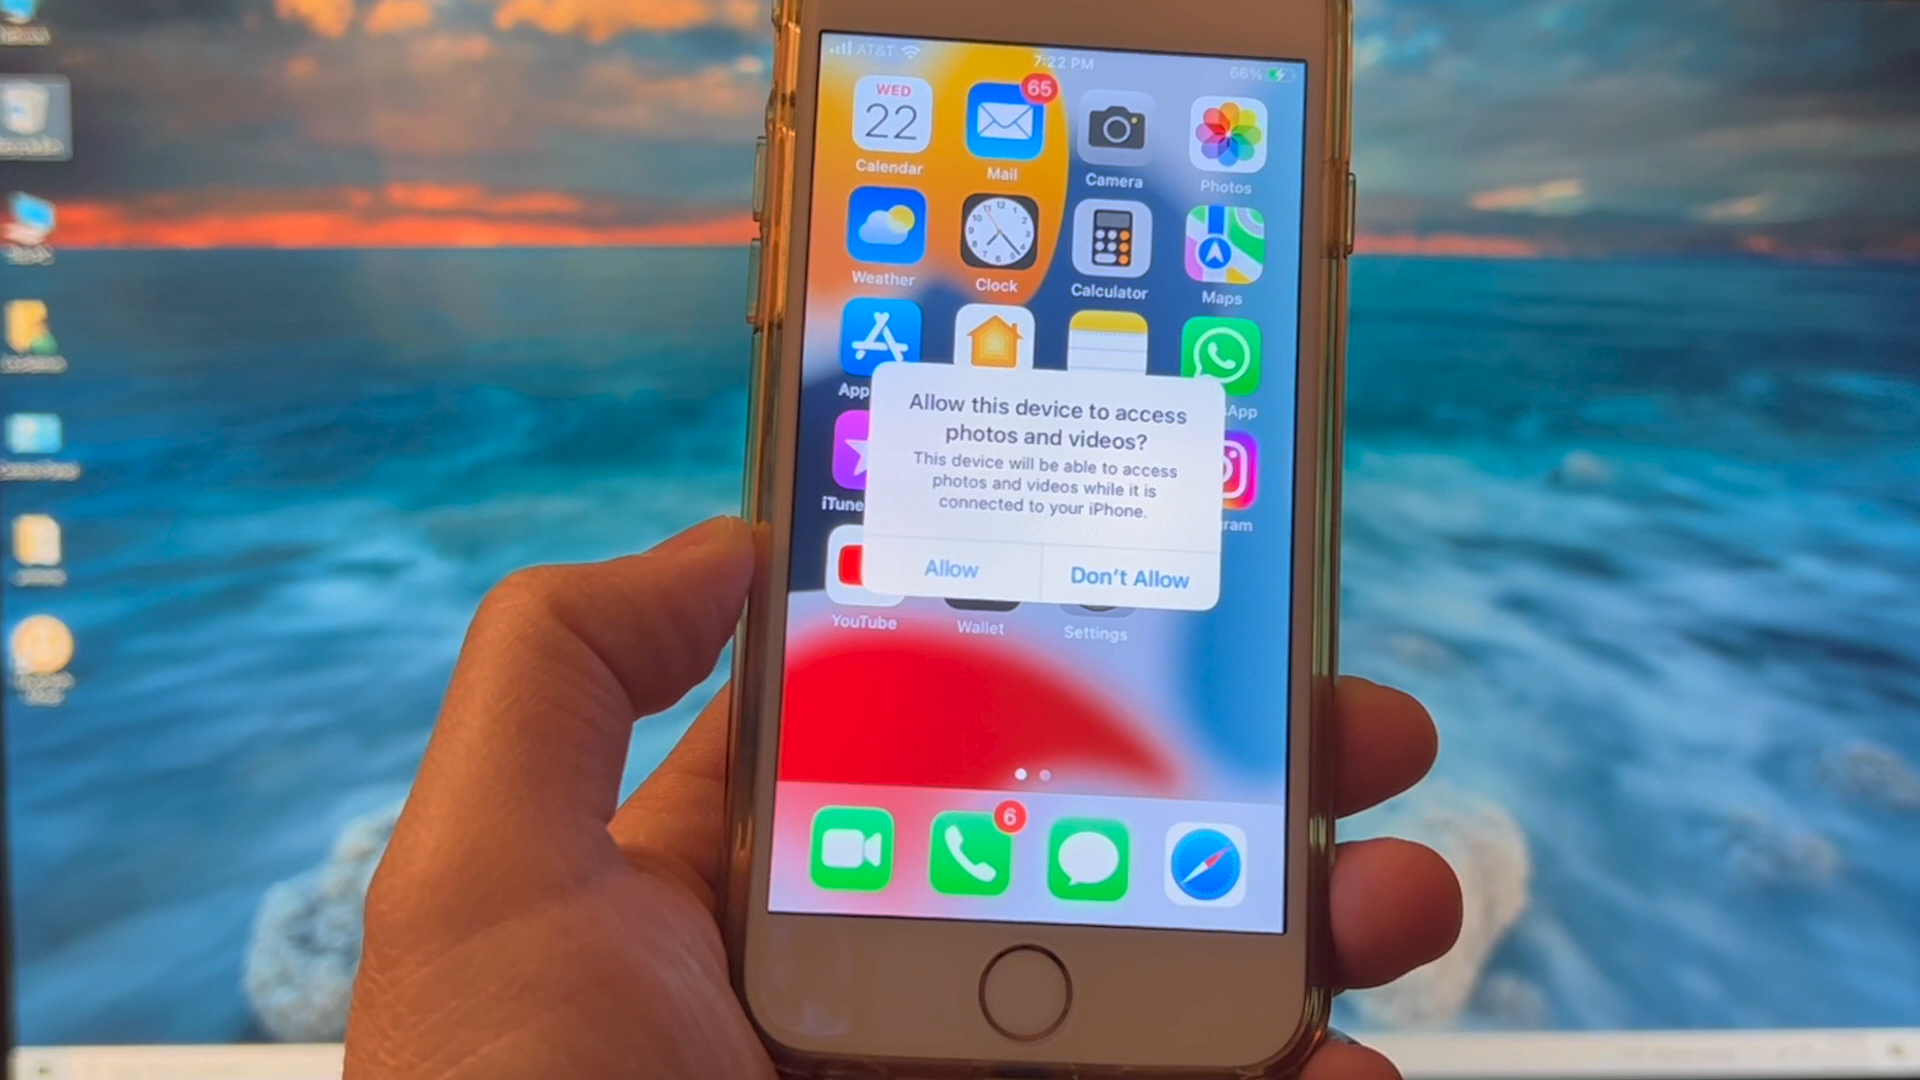 AT&T 7:22 PM 66%
WED 65
22
Calendar Mail Camera Photos
12
Weather Clock Calculator Maps
App App
Allow this device to access
photos and videos?
This device will be able to access
photos and videos while it is
connected to your iPhone.
iTune ram
Allow Don't Allow
YouTube Wallet Settings
6